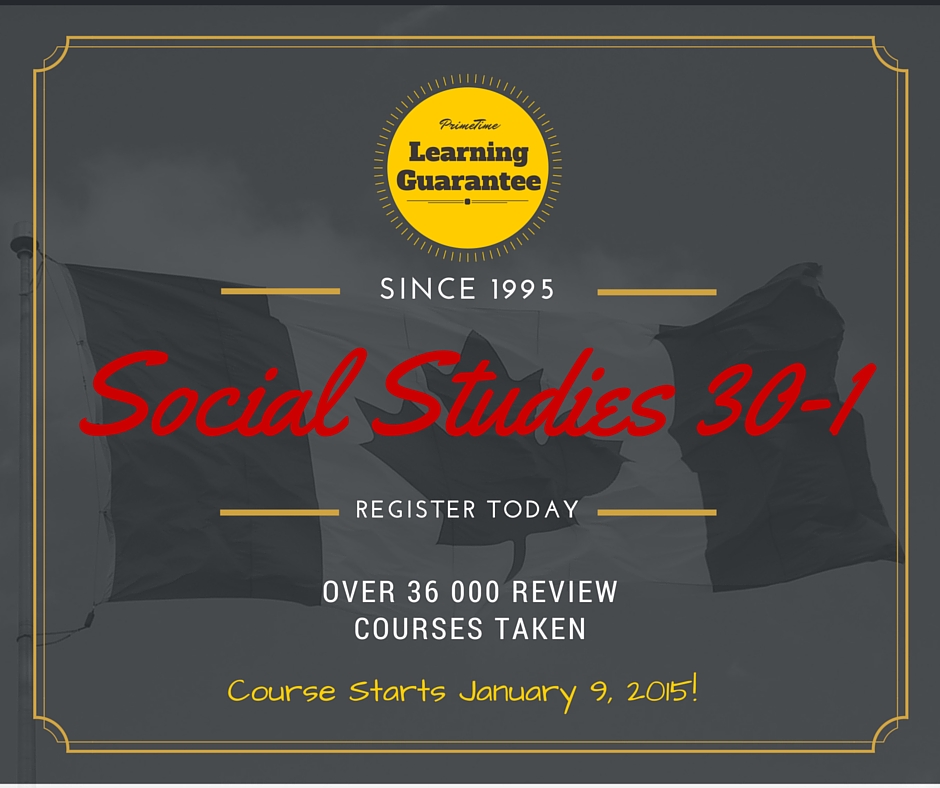 PrimeTime
Learning
Guarantee
SINCE 1995
Social Studies 30-1
REGISTER TODAY
OVER 36 000 REVIEW
COURSES TAKEN
Course Starts January 9, 2015!